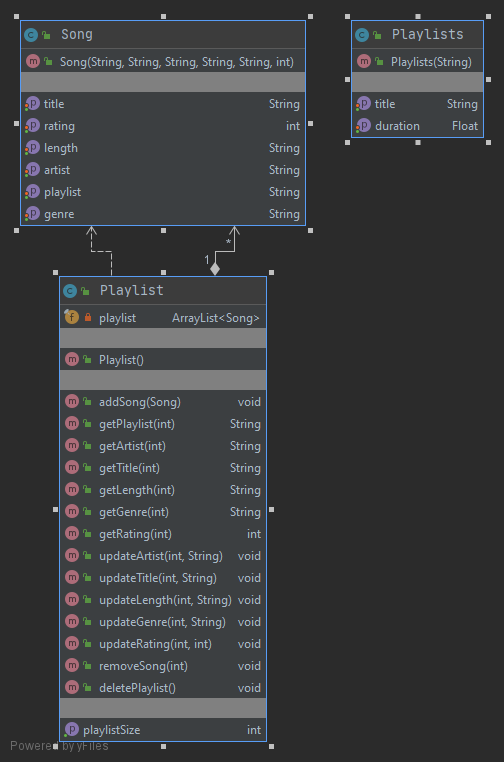 Song
Song(String, String, String, String, String, int)
title String
rating int
length String
artist String
playlist String
genre String
Playlists
Playlists(String)
title String
duration Float
1 *
Playlist
playlist ArrayList<Song>
Playlist()
addSong(Song) void
getPlaylist(int) String
getArtist(int) String
getTitle(int) String
getLength(int) String
getGenre(int) String
getRating(int) int
updateArtist(int, String) void
updateTitle(int, String) void
updateLength(int, String) void
updateGenre(int, String) void
updateRating(int, int) void
removeSong(int) void
deletePlaylist() void
playlistSize int
Powered by yFiles